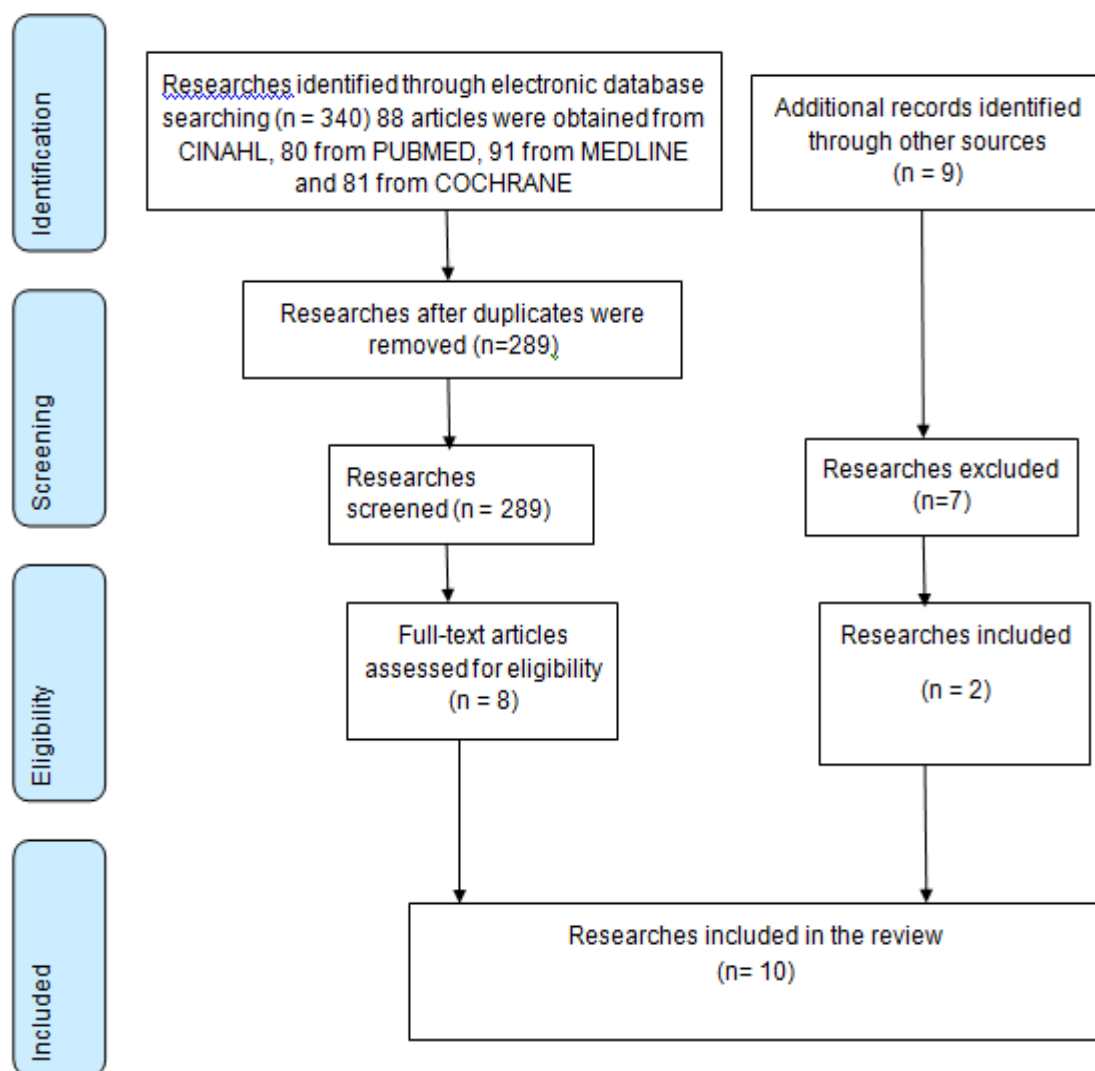 Identification
Researches identified through electronic database
searching (n = 340) 88 articles were obtained from
CINAHL, 80 from PUBMED, 91 from MEDLINE
and 81 from COCHRANE
Additional records identified
through other sources
(n = 9)
Screening
Researches after duplicates were
removed (n=289)
Researches
screened (n = 289)
Researches excluded
(n=7)
Eligibility
Full-text articles
assessed for eligibility
(n = 8)
Researches included
(n = 2)
Included
Researches included in the review
(n= 10)